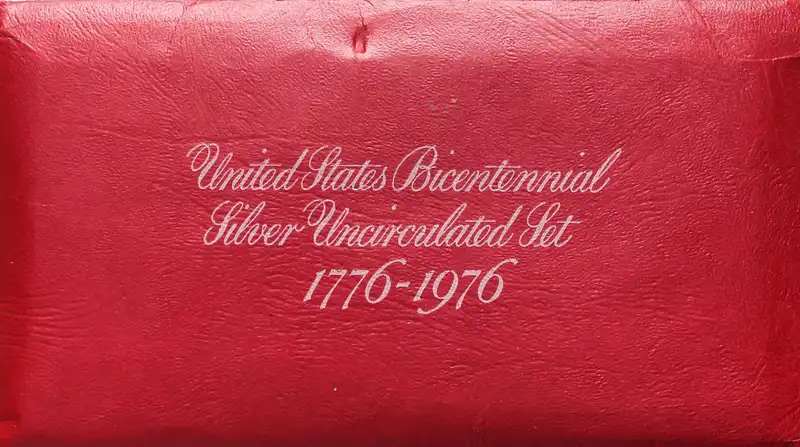 United States Bicentennial
Silver Uncirculated Set
1776-1976